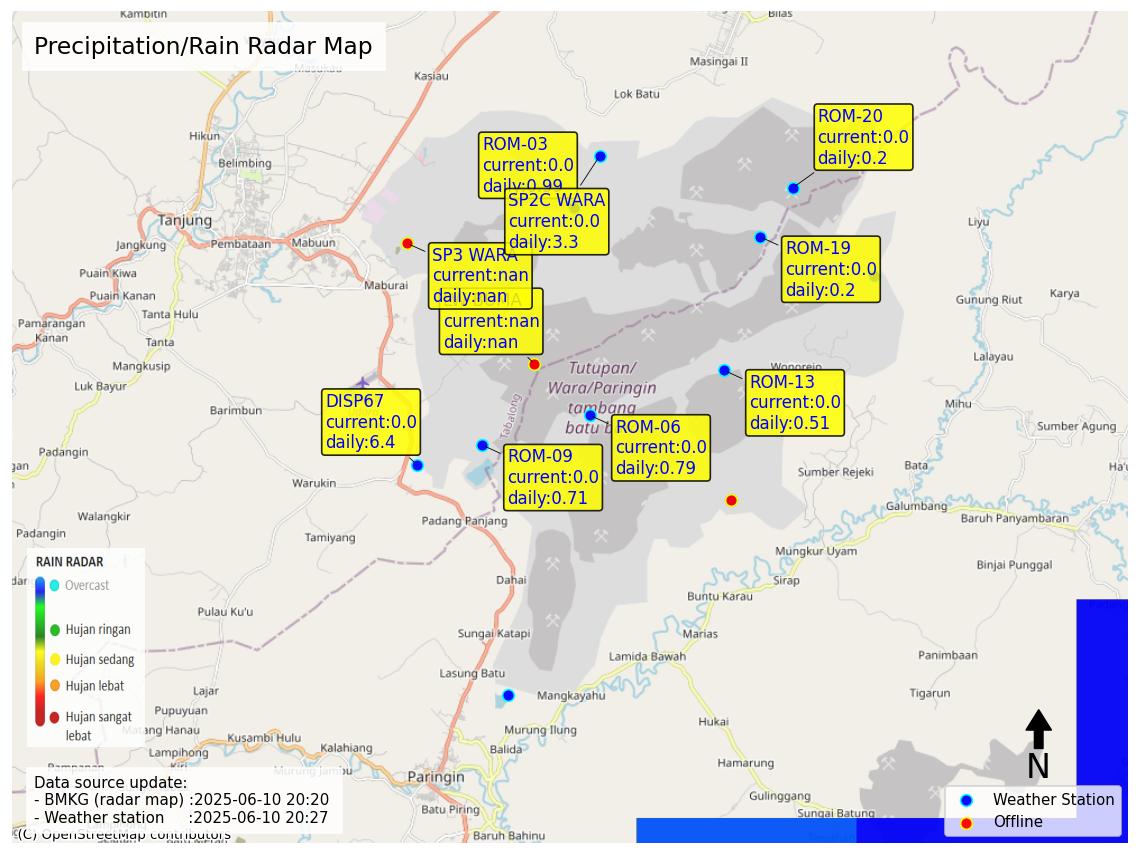 Kambitin
Bilas
Precipitation/Rain Radar Map
Masukau
Kasiau
Masingai II
Lok Batu
ROM-20
current:0.0
daily:0.2
Hikun
ROM-03
current:0.0
daily:0.99
Belimbing
SP2C WARA
current:0.0
daily:3.3
Tanjung
Liyu
Jangkung
Pembataan
Mabuun
SP3 WARA
current:nan
daily:nan
ROM-19
current:0.0
daily:0.2
Puain Kiwa
Maburai
Puain Kanan
Karya
Gunung Riut
Tanta Hulu
current:nan
daily:nan
Pamarangan
Kanan
Tanta
Lalayau
Mangkusip
Tutupan/
Wara/Paringin
tambang
batu b
Wonorejo
Luk Bayur
ROM-13
current:0.0
daily:0.51
DISP67
current:0.0
daily:6.4
Tabalong
Barimbun
Mihu
ROM-06
current:0.0
daily:0.79
Sumber Agung
Padangin
ROM-09
current:0.0
daily:0.71
gan
Bata
Sumber Rejeki
Warukin
Galumbang
Walangkir
Padang Panjang
Baruh Panyambaran
Padangin
Tamiyang
Mungkur Uyam
Binjai Punggal
RAIN RADAR
Overcast
Hujan ringan
Hujan sedang
Hujan lebat
Hujan sangat
lebat
Dahai
Sirap
Buntu Karau
Pulau Ku'u
Sungai Katapi
Marias
Lamida Bawah
Panimbaan
Lasung Batu
Lajar
Mangkayahu
Tigarun
Pupuyuan
Matang Hanau
Hukai
Murung Ilung
Kusambi Hulu
Kalahiang
Balida
Lampihong
Kiri
Hamarung
N
Pampanan
Murung Jambu
Paringin
Data source update:
- BMKG (radar map) :2025-06-10 20:20
- Weather station :2025-06-10 20:27
Gulinggang
Weather Station
Offline
Batu Piring
Sungai Batung
Baruh Bahinu
(C) OpenStreetMap contributors